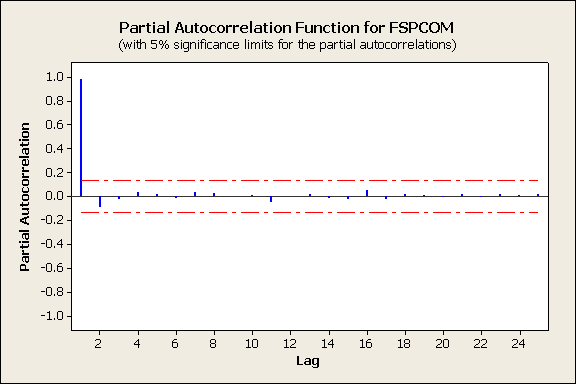 Partial Autocorrelation Function for FSPCOM
(with 5% significance limits for the partial autocorrelations)
Partial Autocorrelation
1.0
0.8
0.6
0.4
0.2
0.0
-0.2
-0.4
-0.6
-0.8
-1.0
2 4 6 8 10 12 14 16 18 20 22 24
Lag